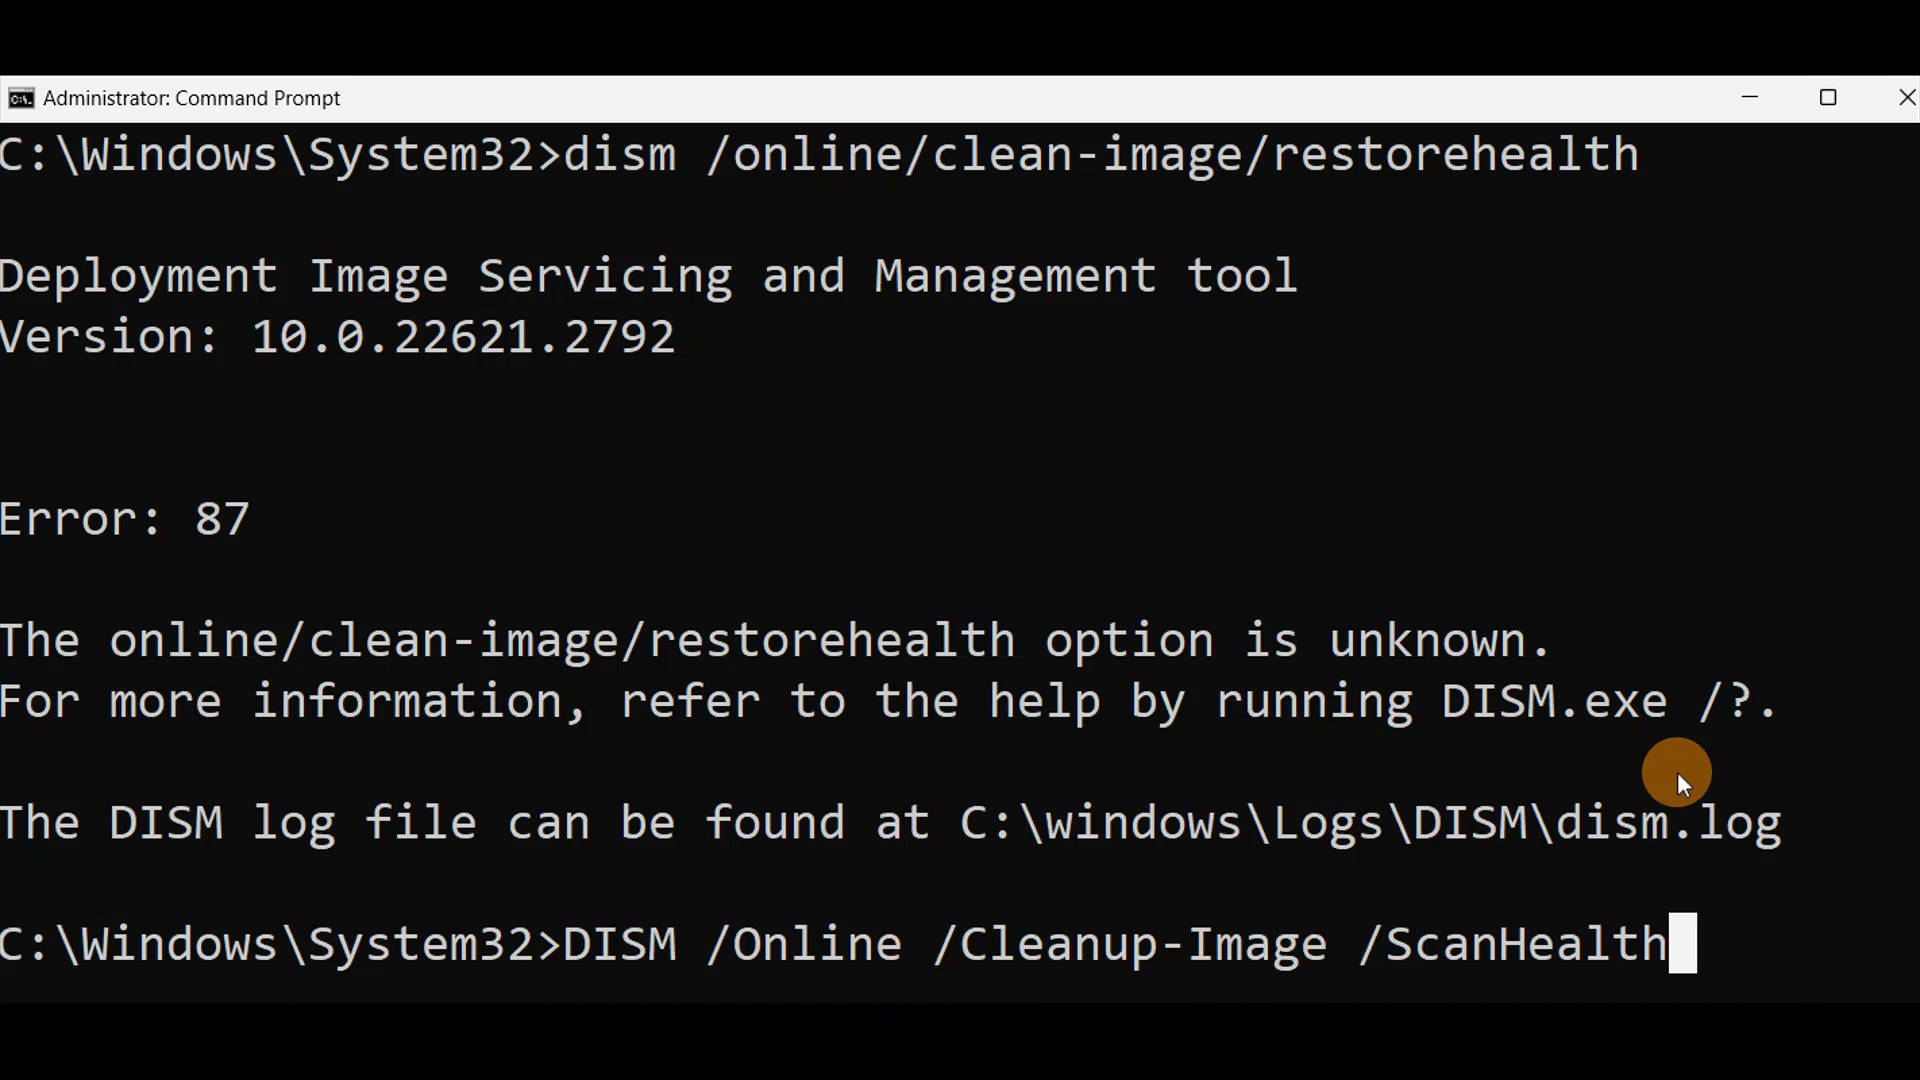 Administrator: Command Prompt
C:\Windows\System32>dism /online/clean-image/restorehealth
Deployment Image Servicing and Management tool
Version: 10.0.22621.2792
Error: 87
The online/clean-image/restorehealth option is unknown.
For more information, refer to the help by running DISM.exe /?.
The DISM log file can be found at C:\windows\Logs\DISM\dism.log
C:\Windows\System32>DISM /Online /Cleanup-Image /ScanHealth